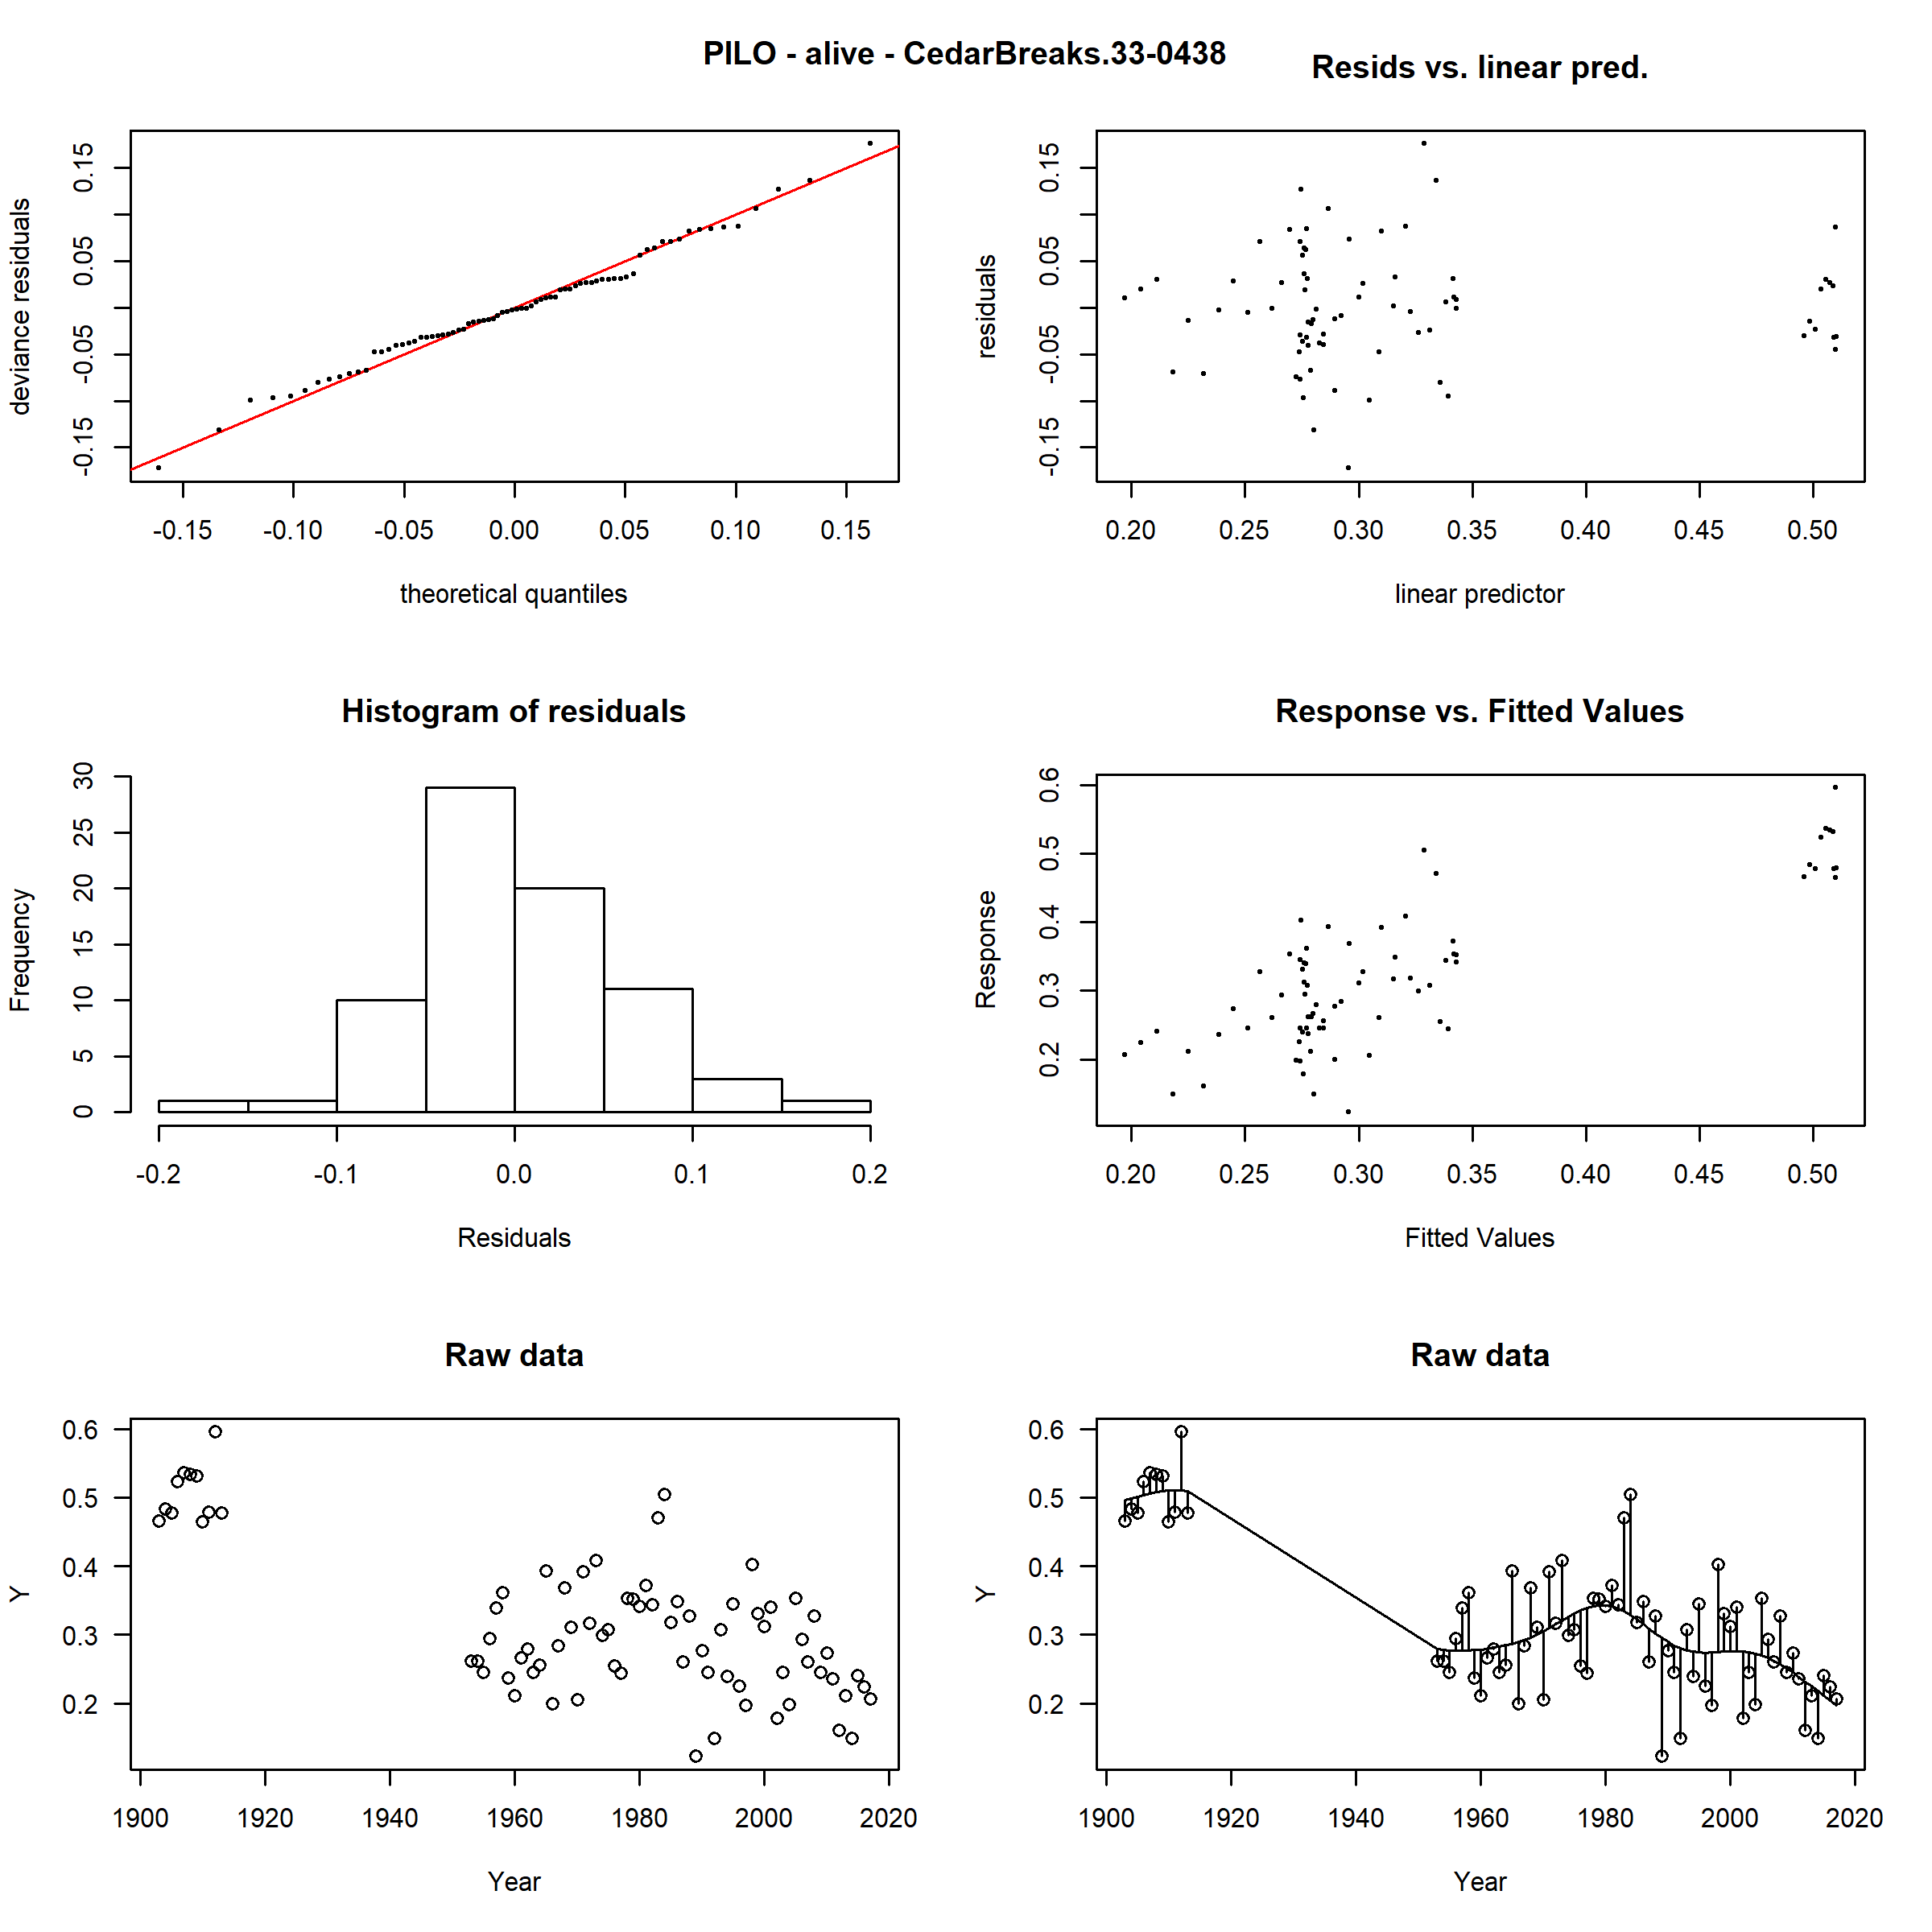 PILO - alive - CedarBreaks.33-0438
Resids vs. linear pred.
deviance residuals
-0.15 -0.05 0.05 0.15
-0.15 -0.10 -0.05 0.00 0.05 0.10 0.15
theoretical quantiles
residuals
-0.15 -0.05 0.05 0.15
0.20 0.25 0.30 0.35 0.40 0.45 0.50
linear predictor
Histogram of residuals
Frequency
0 5 10 15 20 25 30
-0.2 -0.1 0.0 0.1 0.2
Residuals
Response vs. Fitted Values
Response
0.2 0.3 0.4 0.5 0.6
0.20 0.25 0.30 0.35 0.40 0.45 0.50
Fitted Values
Raw data
Y
0.6
0.5
0.4
0.3
0.2
1900 1920 1940 1960 1980 2000 2020
Year
Raw data
Y
0.6
0.5
0.4
0.3
0.2
1900 1920 1940 1960 1980 2000 2020
Year